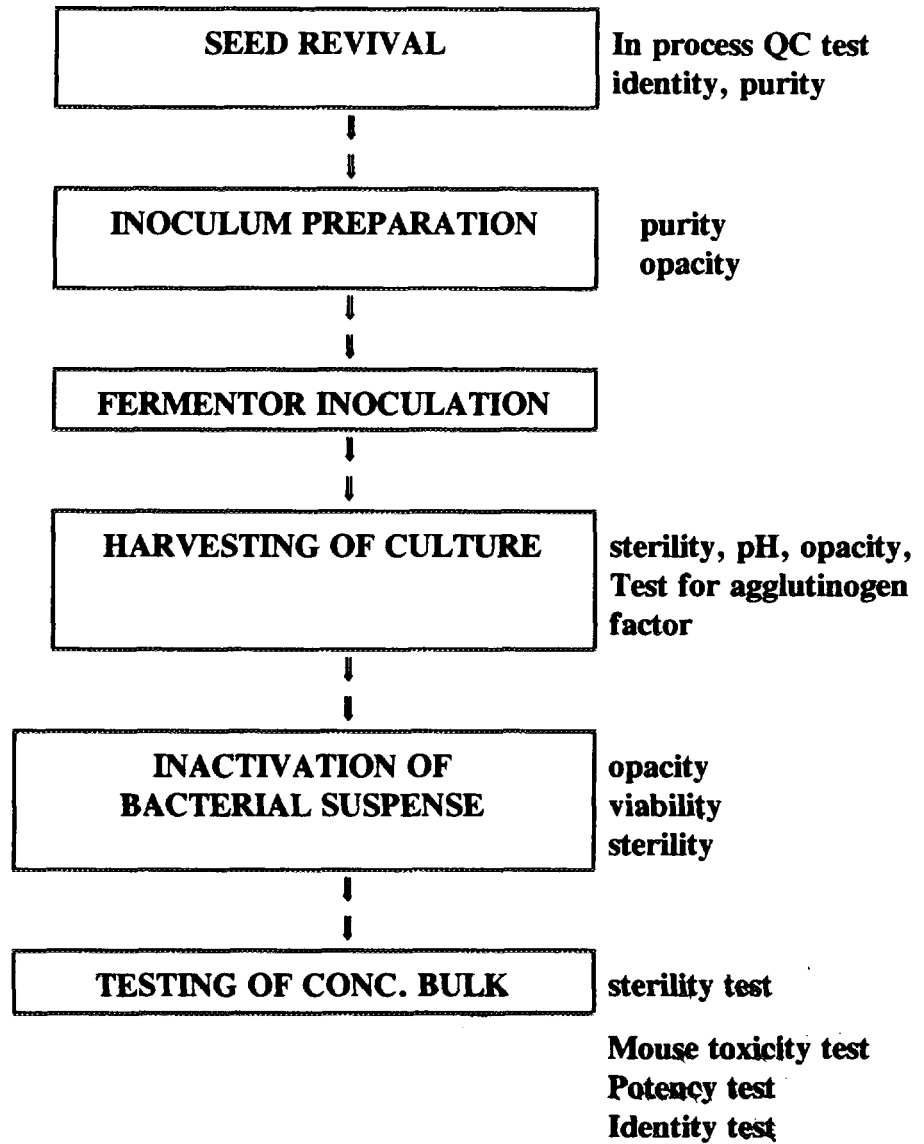 SEED REVIVAL
In process QC test
identity, purity
INOCULUM PREPARATION
purity
opacity
FERMENTOR INOCULATION
HARVESTING OF CULTURE
sterility, pH, opacity,
Test for agglutinogen
factor
INACTIVATION OF
BACTERIAL SUSPENSE
opacity
viability
sterility
TESTING OF CONC. BULK
sterility test
Mouse toxicity test
Potency test
Identity test